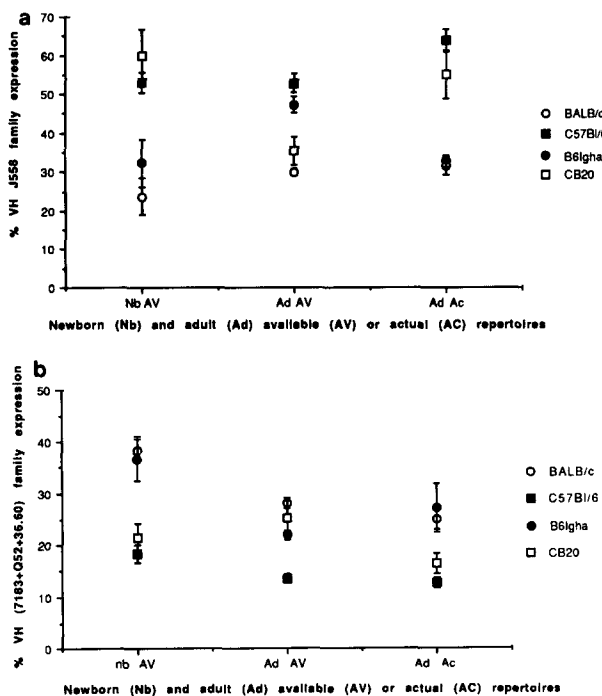 a
% VH J558 family expression
70
60
50
40
30
20
10
0
Nb AV
Ad AV
Ad Ac
Newborn (Nb) and adult (Ad) available (AV) or actual (AC) repertoires
BALB/c
C57Bl/
B6Igha
CB20
b
% VH (7183+Q52+36.60) family expression
50
40
30
20
10
0
nb AV
Ad AV
Ad Ac
Newborn (Nb) and adult (Ad) available (AV) or actual (AC) repertoires
BALB/c
C57Bl/6
B6Igha
CB20